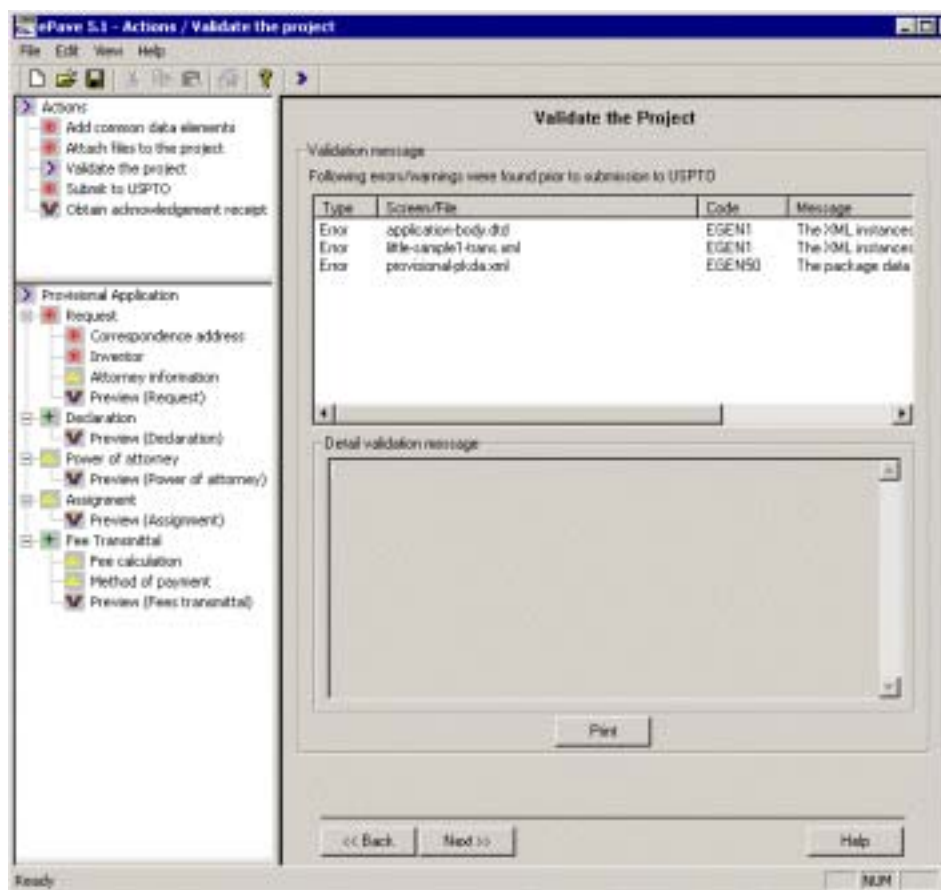 ePave 5.1 - Actions / Validate the project
File Edit View Help
Actions
Add common data elements
Attach files to the project
Validate the project
Submit to USPTO
Obtain acknowledgement receipt
Provisional Application
Request
Correspondence address
Inventor
Attorney information
Preview (Request)
Declaration
Preview (Declaration)
Power of attorney
Preview (Power of attorney)
Assignment
Preview (Assignment)
Fee Transmittal
Fee calculation
Method of payment
Preview (Fees transmittal)
Validate the Project
Validation message
Following errors/warnings were found prior to submission to USPTO
Type Screen/File Code Message
Error application-body.dtd EGEN1 The XML instances
Error little-sample1-trans.xml EGEN1 The XML instances
Error provisional-pkda.xml EGEN50 The package data
Detail validation message
Print
<< Back Next >> Help
Ready NUM